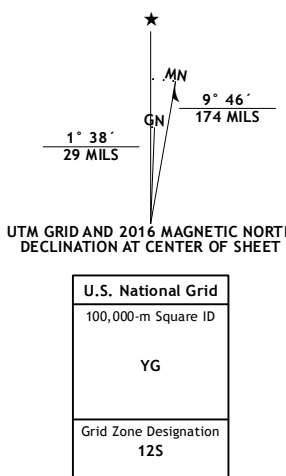 ★
MN
GN
9° 46´
174 MILS
1° 38´
29 MILS
UTM GRID AND 2016 MAGNETIC NORTH
DECLINATION AT CENTER OF SHEET
U.S. National Grid
100,000-m Square ID
YG
Grid Zone Designation
12S